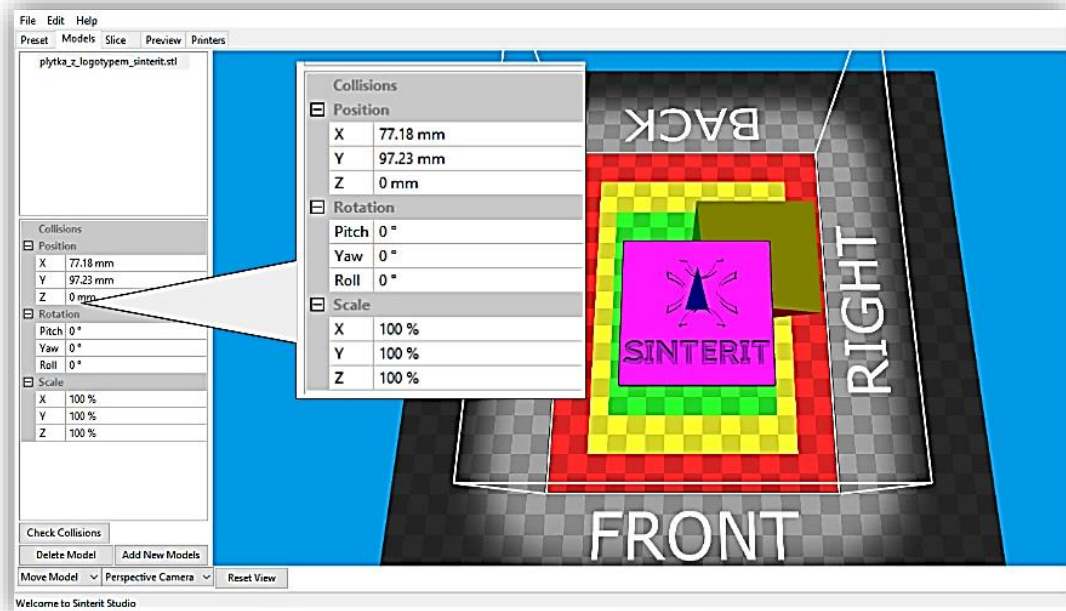 File Edit Help
Preset Models Slice Preview Printers
plytka_z_logotypem_sinterit.stl
Collisions
Position
X 77.18 mm
Y 97.23 mm
Z 0 mm
Rotation
Pitch 0 °
Yaw 0 °
Roll 0 °
Scale
X 100 %
Y 100 %
Z 100 %
Collisions
Position
X 77.18 mm
Y 97.23 mm
Z 0 mm
Rotation
Pitch 0 °
Yaw 0 °
Roll 0 °
Scale
X 100 %
Y 100 %
Z 100 %
BACK
RIGHT
SINTERIT
FRONT
Check Collisions
Delete Model Add New Models
Move Model Perspective Camera Reset View
Welcome to Sinterit Studio